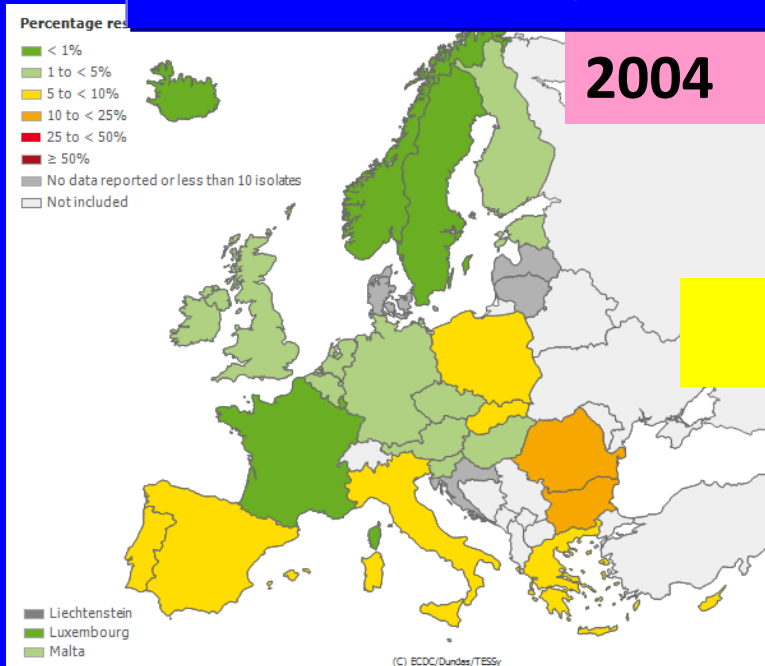 Percentage res
2004
< 1%
1 to < 5%
5 to < 10%
10 to < 25%
25 to < 50%
≥ 50%
No data reported or less than 10 isolates
Not included
Liechtenstein
Luxembourg
Malta
(C) ECDC/Dundas/TESSy